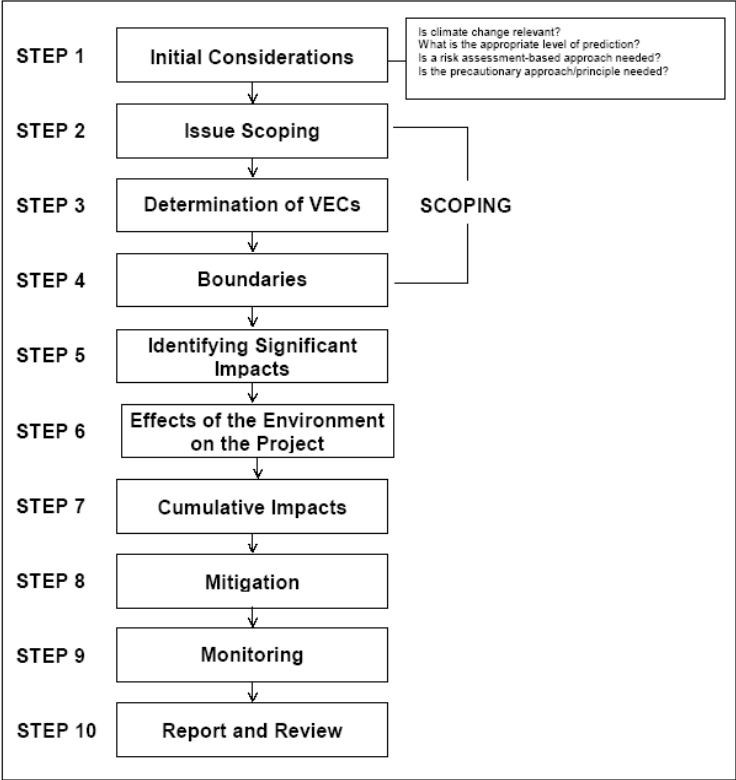 STEP 1
Initial Considerations
Is climate change relevant?
What is the appropriate level of prediction?
Is a risk assessment-based approach needed?
Is the precautionary approach/principle needed?
STEP 2
Issue Scoping
STEP 3
Determination of VECs
SCOPING
STEP 4
Boundaries
STEP 5
Identifying Significant
Impacts
STEP 6
Effects of the Environment
on the Project
STEP 7
Cumulative Impacts
STEP 8
Mitigation
STEP 9
Monitoring
STEP 10
Report and Review